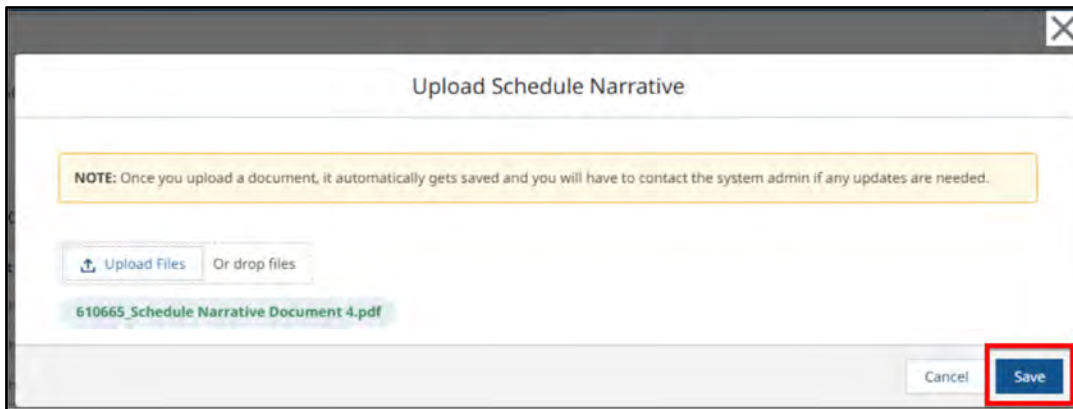 Upload Schedule Narrative
NOTE: Once you upload a document, it automatically gets saved and you will have to contact the system admin if any updates are needed.
Upload Files Or drop files
610665_Schedule Narrative Document 4.pdf
Cancel Save